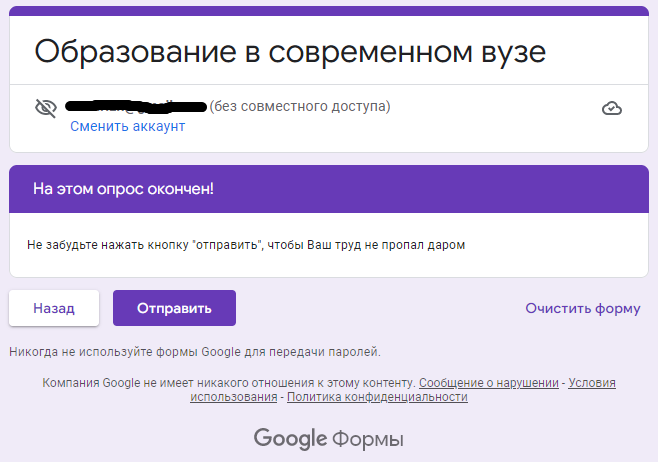 Образование в современном вузе
(без совместного доступа)
Сменить аккаунт
На этом опрос окончен!
Не забудьте нажать кнопку "отправить", чтобы Ваш труд не пропал даром
Назад
Отправить
Очистить форму
Никогда не используйте формы Google для передачи паролей.
Компания Google не имеет никакого отношения к этому контенту. Сообщение о нарушении - Условия
использования - Политика конфиденциальности
Google Формы